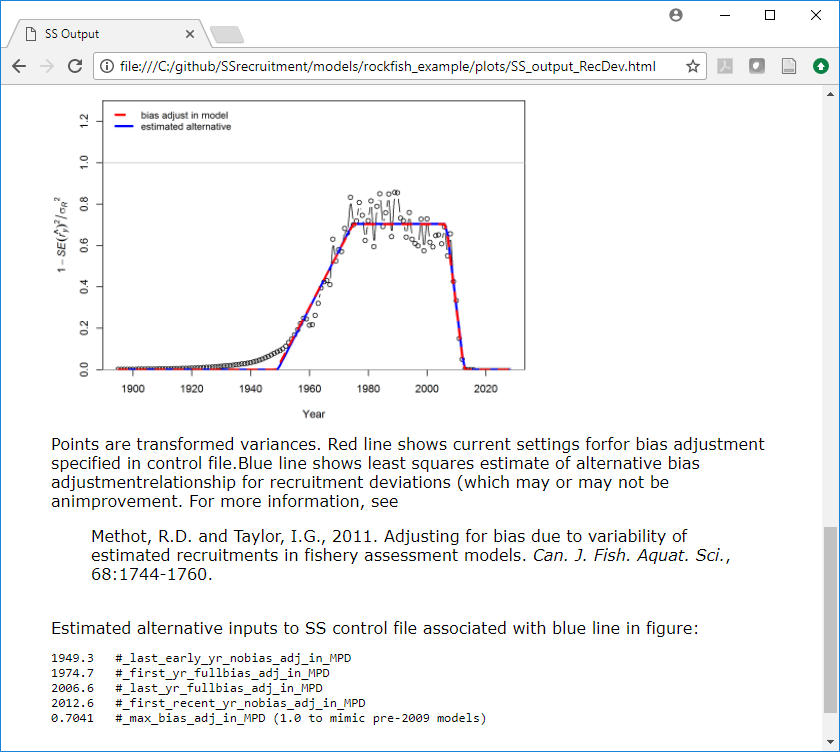 SS Output
file:///C:/github/SSrecruitment/models/rockfish_example/plots/SS_output_RecDev.html
bias adjust in model
estimated alternative
1.2
1.0
0.8
0.6
0.4
0.2
0.0
1 − SE(r̂y)²/σR²
1900 1920 1940 1960 1980 2000 2020
Year
Points are transformed variances. Red line shows current settings forfor bias adjustment
specified in control file.Blue line shows least squares estimate of alternative bias
adjustmentrelationship for recruitment deviations (which may or may not be
animprovement. For more information, see
Methot, R.D. and Taylor, I.G., 2011. Adjusting for bias due to variability of
estimated recruitments in fishery assessment models. Can. J. Fish. Aquat. Sci.,
68:1744-1760.
Estimated alternative inputs to SS control file associated with blue line in figure:
1949.3 #_last_early_yr_nobias_adj_in_MPD
1974.7 #_first_yr_fullbias_adj_in_MPD
2006.6 #_last_yr_fullbias_adj_in_MPD
2012.6 #_first_recent_yr_nobias_adj_in_MPD
0.7041 #_max_bias_adj_in_MPD (1.0 to mimic pre-2009 models)